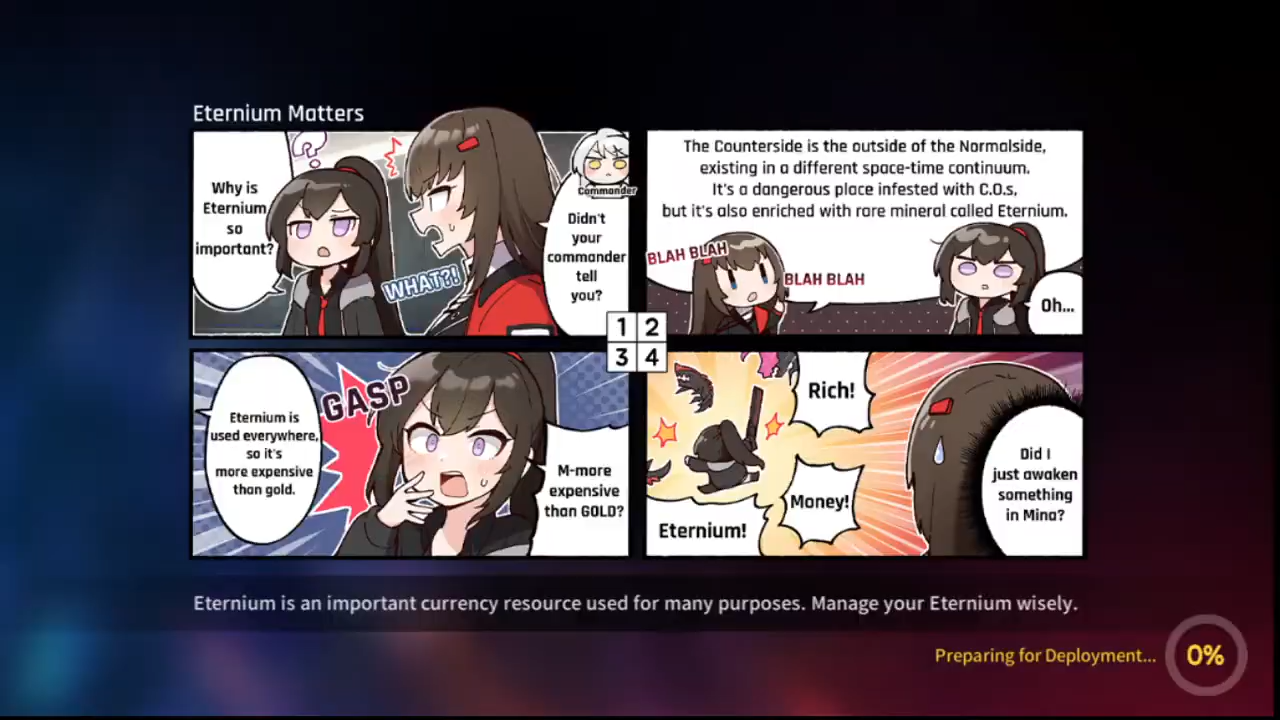 Eternium Matters
Why is
Eternium
so
important?
WHAT?!
Commander
Didn't
your
commander
tell
you?
The Counterside is the outside of the Normalside,
existing in a different space-time continuum.
It's a dangerous place infested with C.O.s,
but it's also enriched with rare mineral called Eternium.
BLAH BLAH
BLAH BLAH
Oh...
1 2
3 4
Eternium is
used everywhere,
so it's
more expensive
than gold.
GASP
M-more
expensive
than GOLD?
Rich!
Money!
Eternium!
Did I
just awaken
something
in Mina?
Eternium is an important currency resource used for many purposes. Manage your Eternium wisely.
Preparing for Deployment...
0%